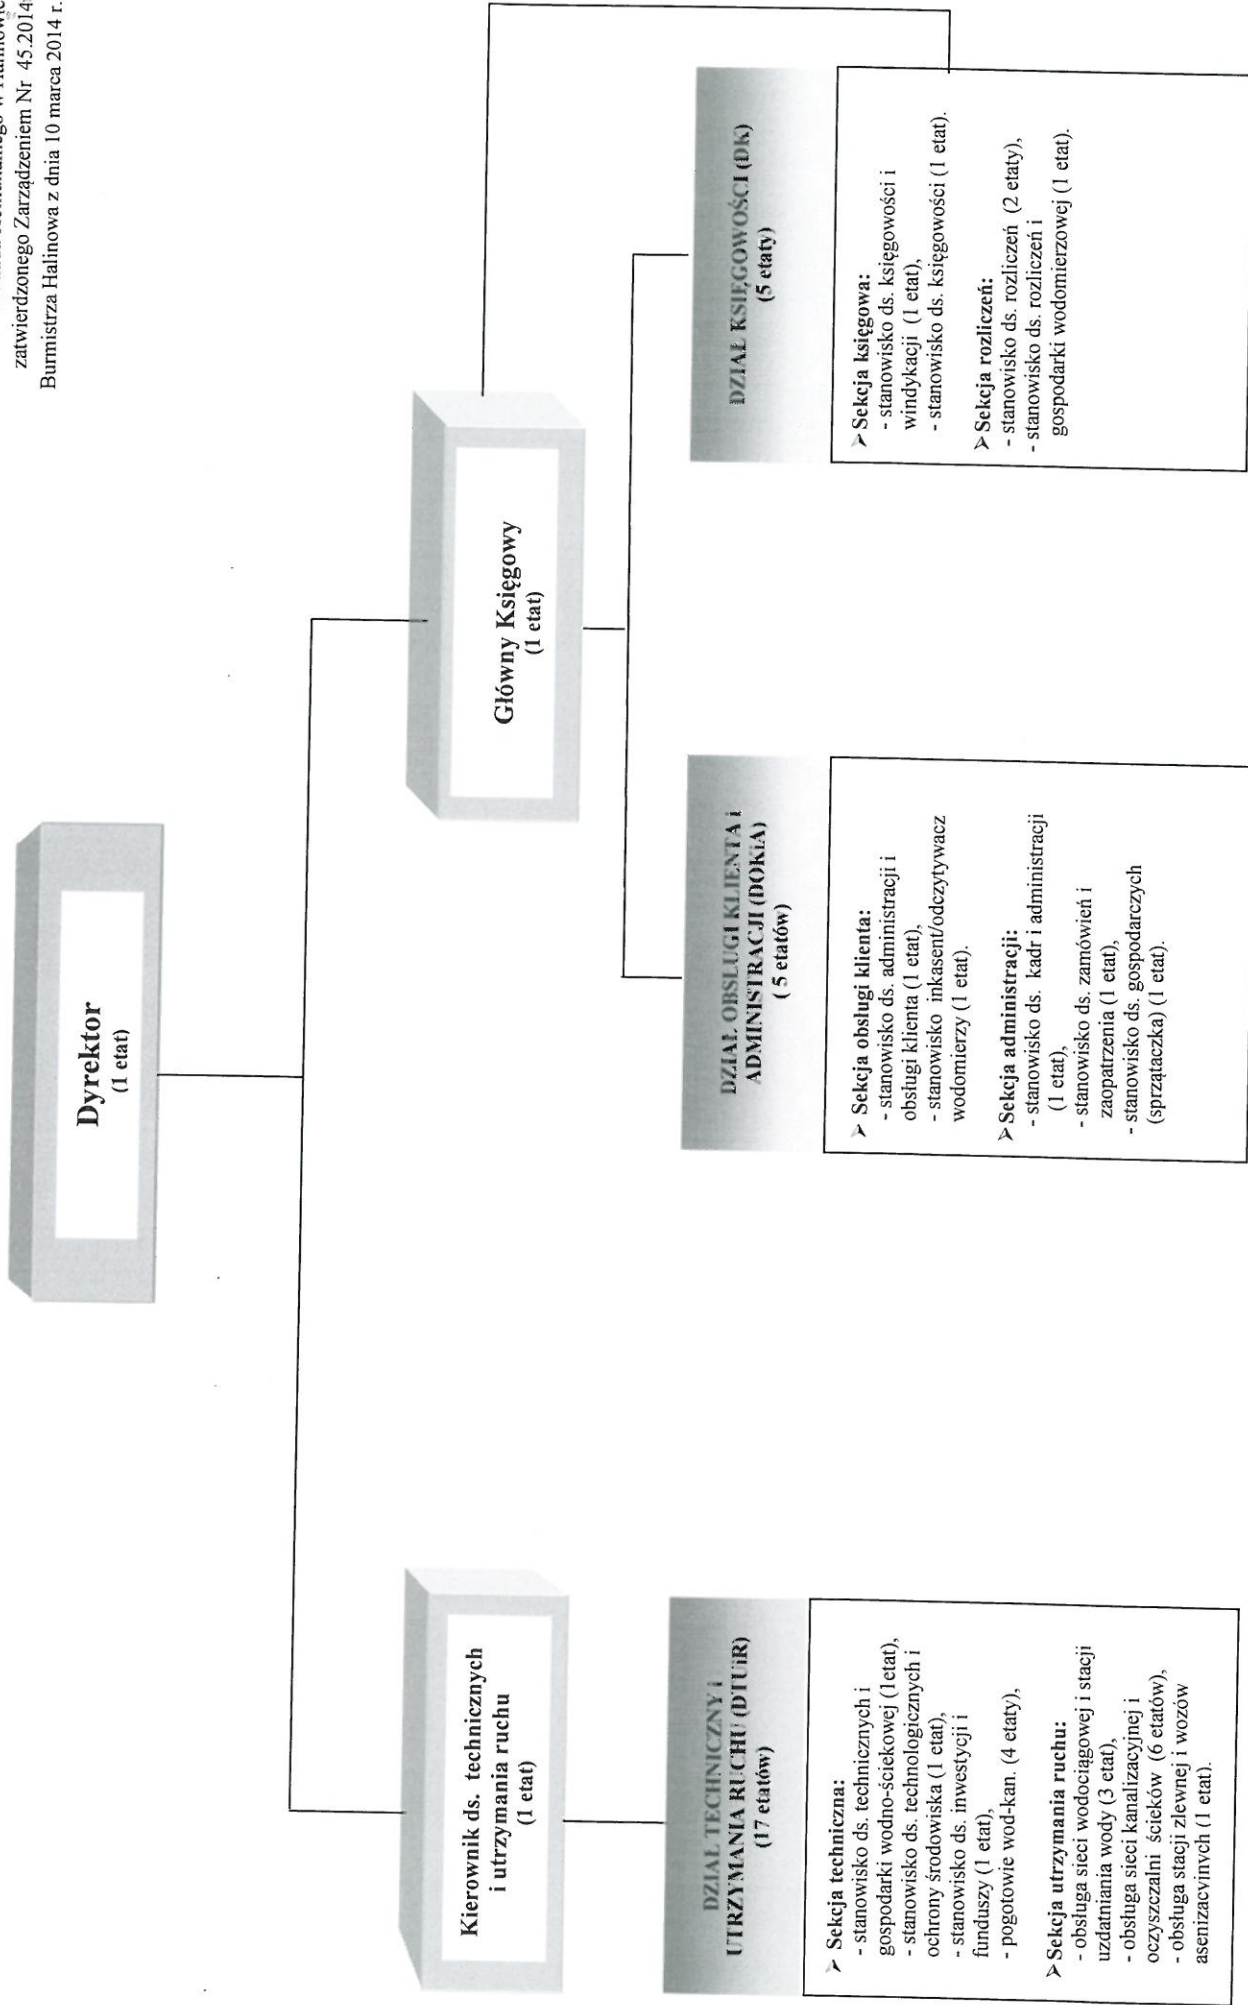 zatwierdzonego Zarządzeniem Nr 45.2014
Burmistrza Halinowa z dnia 10 marca 2014 r.
Dyrektor
(1 etat)
Kierownik ds. technicznych
i utrzymania ruchu
(1 etat)
Główny Księgowy
(1 etat)
DZIAŁ TECHNICZNY i
UTRZYMANIA RUCHU (DTUiR)
(17 etatów)
➢ Sekcja techniczna:
- stanowisko ds. technicznych i
gospodarki wodno-ściekowej (1etat),
- stanowisko ds. technologicznych i
ochrony środowiska (1 etat),
- stanowisko ds. inwestycji i
funduszy (1 etat),
- pogotowie wod-kan. (4 etaty),
➢ Sekcja utrzymania ruchu:
- obsługa sieci wodociągowej i stacji
uzdatniania wody (3 etat),
- obsługa sieci kanalizacyjnej i
oczyszczalni ścieków (6 etatów),
- obsługa stacji zlewnej i wozów
asenizacyjnych (1 etat).
DZIAŁ OBSŁUGI KLIENTA i
ADMINISTRACJI (DOKiA)
( 5 etatów)
➢ Sekcja obsługi klienta:
- stanowisko ds. administracji i
obsługi klienta (1 etat),
- stanowisko inkasent/odczytywacz
wodomierzy (1 etat).
➢ Sekcja administracji:
- stanowisko ds. kadr i administracji
(1 etat),
- stanowisko ds. zamówień i
zaopatrzenia (1 etat),
- stanowisko ds. gospodarczych
(sprzątaczka) (1 etat).
DZIAŁ KSIĘGOWOŚCI (DK)
(5 etaty)
➢ Sekcja księgowa:
- stanowisko ds. księgowości i
windykacji (1 etat),
- stanowisko ds. księgowości (1 etat).
➢ Sekcja rozliczeń:
- stanowisko ds. rozliczeń (2 etaty),
- stanowisko ds. rozliczeń i
gospodarki wodomierzowej (1 etat).